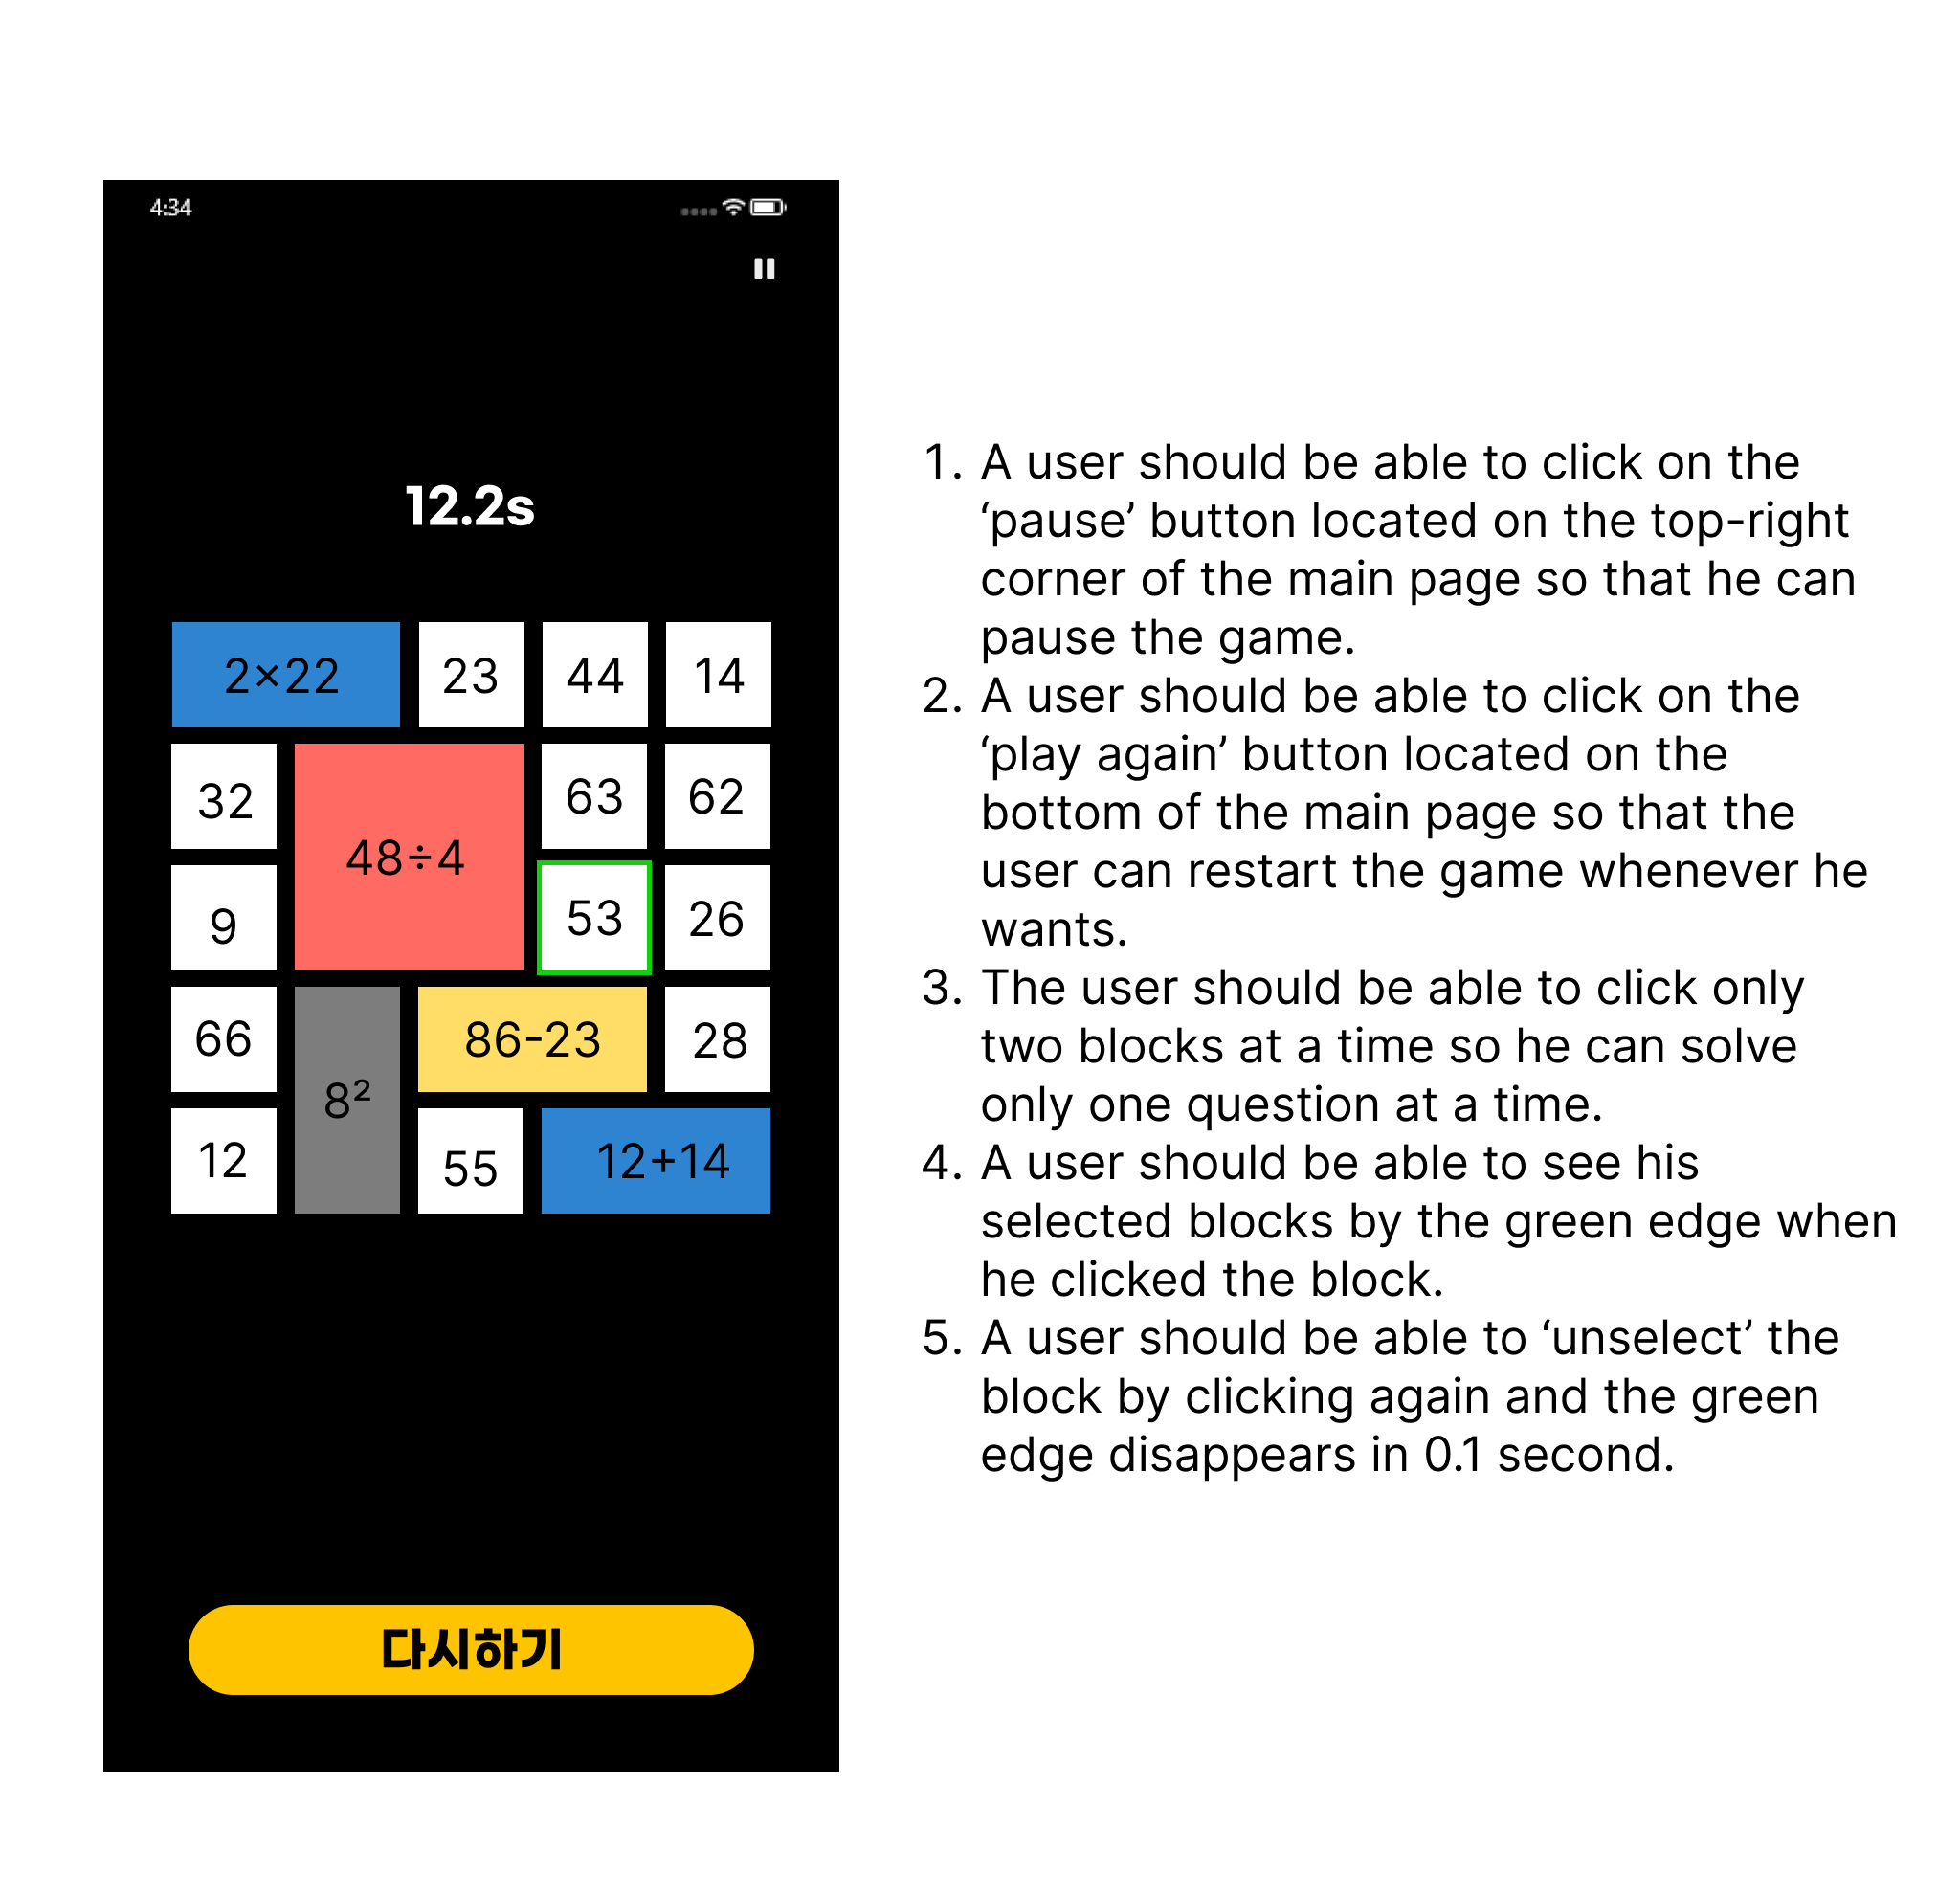 4:34
12.2s
2×22 23 44 14
32 48÷4 63 62
9 53 26
66 8² 86-23 28
12 55 12+14
다시하기
1. A user should be able to click on the
‘pause’ button located on the top-right
corner of the main page so that he can
pause the game.
2. A user should be able to click on the
‘play again’ button located on the
bottom of the main page so that the
user can restart the game whenever he
wants.
3. The user should be able to click only
two blocks at a time so he can solve
only one question at a time.
4. A user should be able to see his
selected blocks by the green edge when
he clicked the block.
5. A user should be able to ‘unselect’ the
block by clicking again and the green
edge disappears in 0.1 second.